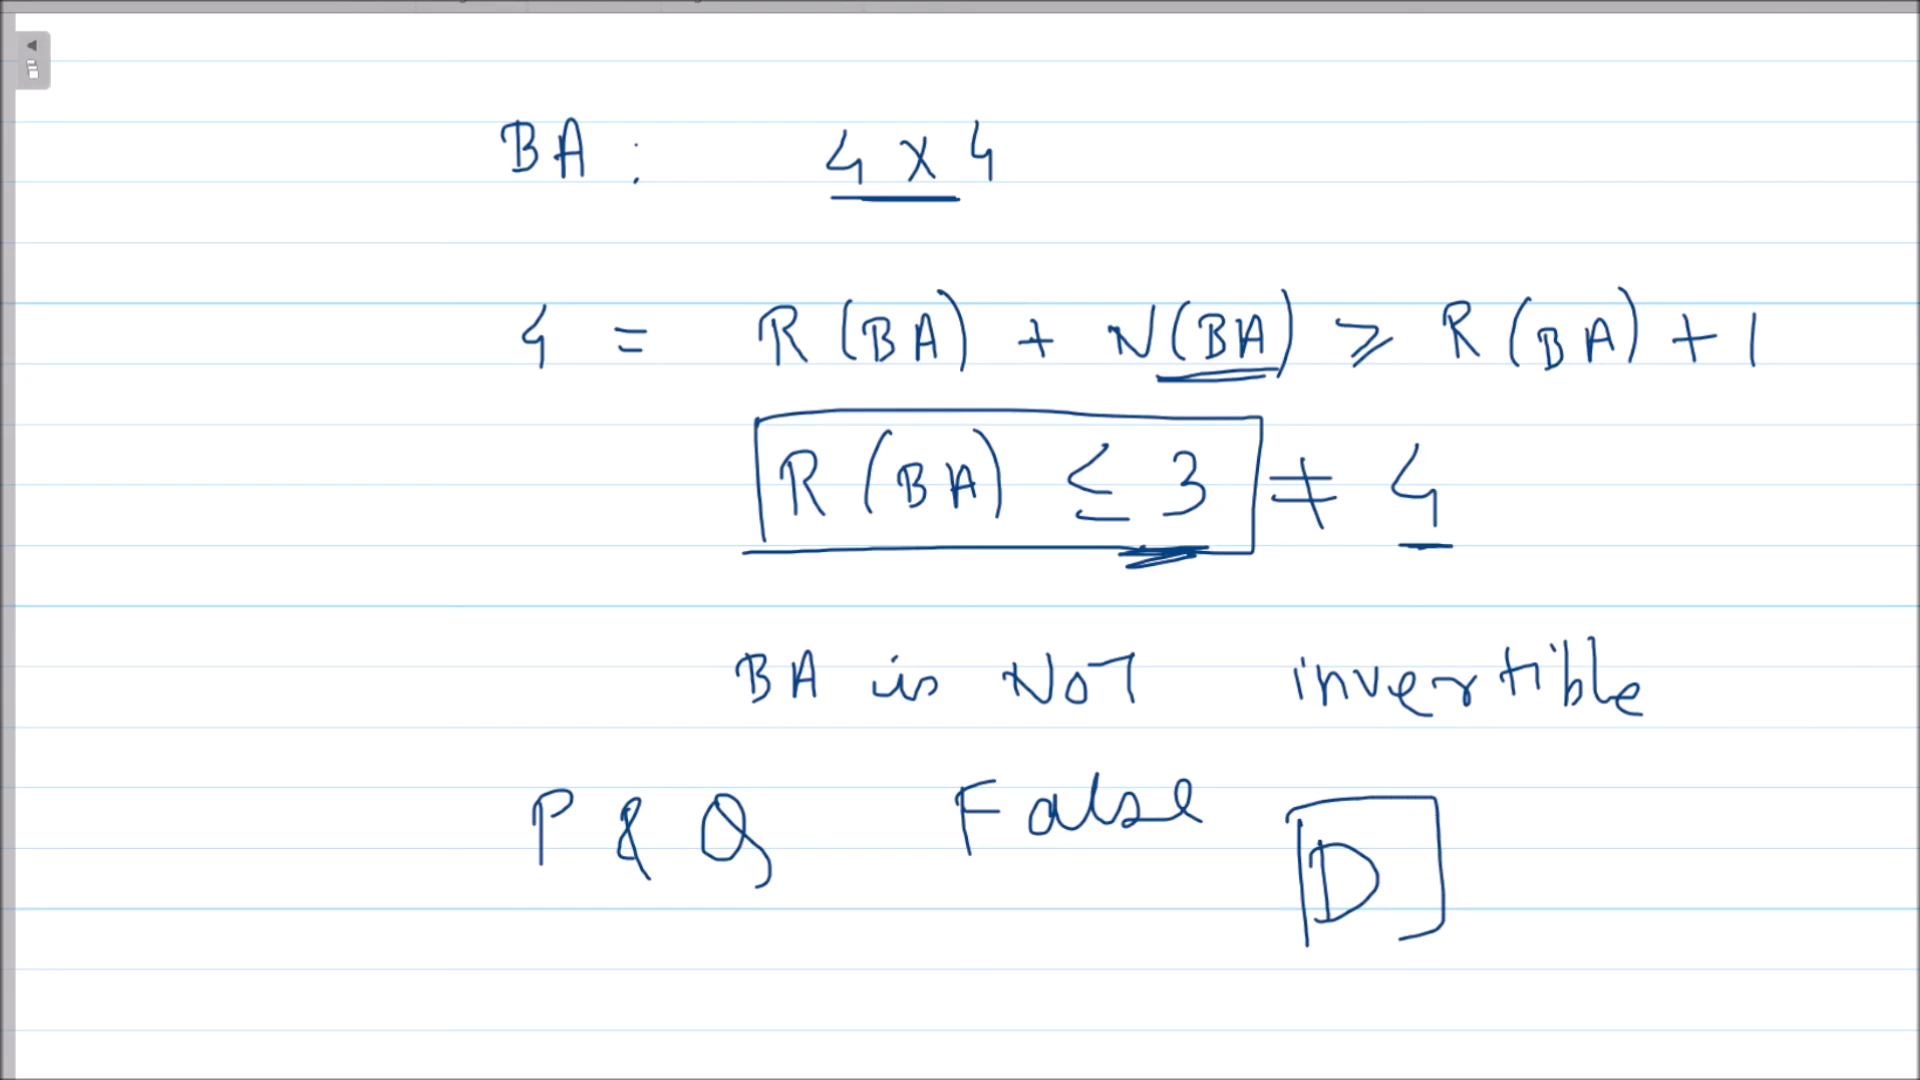 BA : 4 x 4
4 = R (BA) + N(BA) ⩾ R (BA) + 1
R (BA) ≤ 3 ≠ 4
BA is NOT invertible
P & Q False D